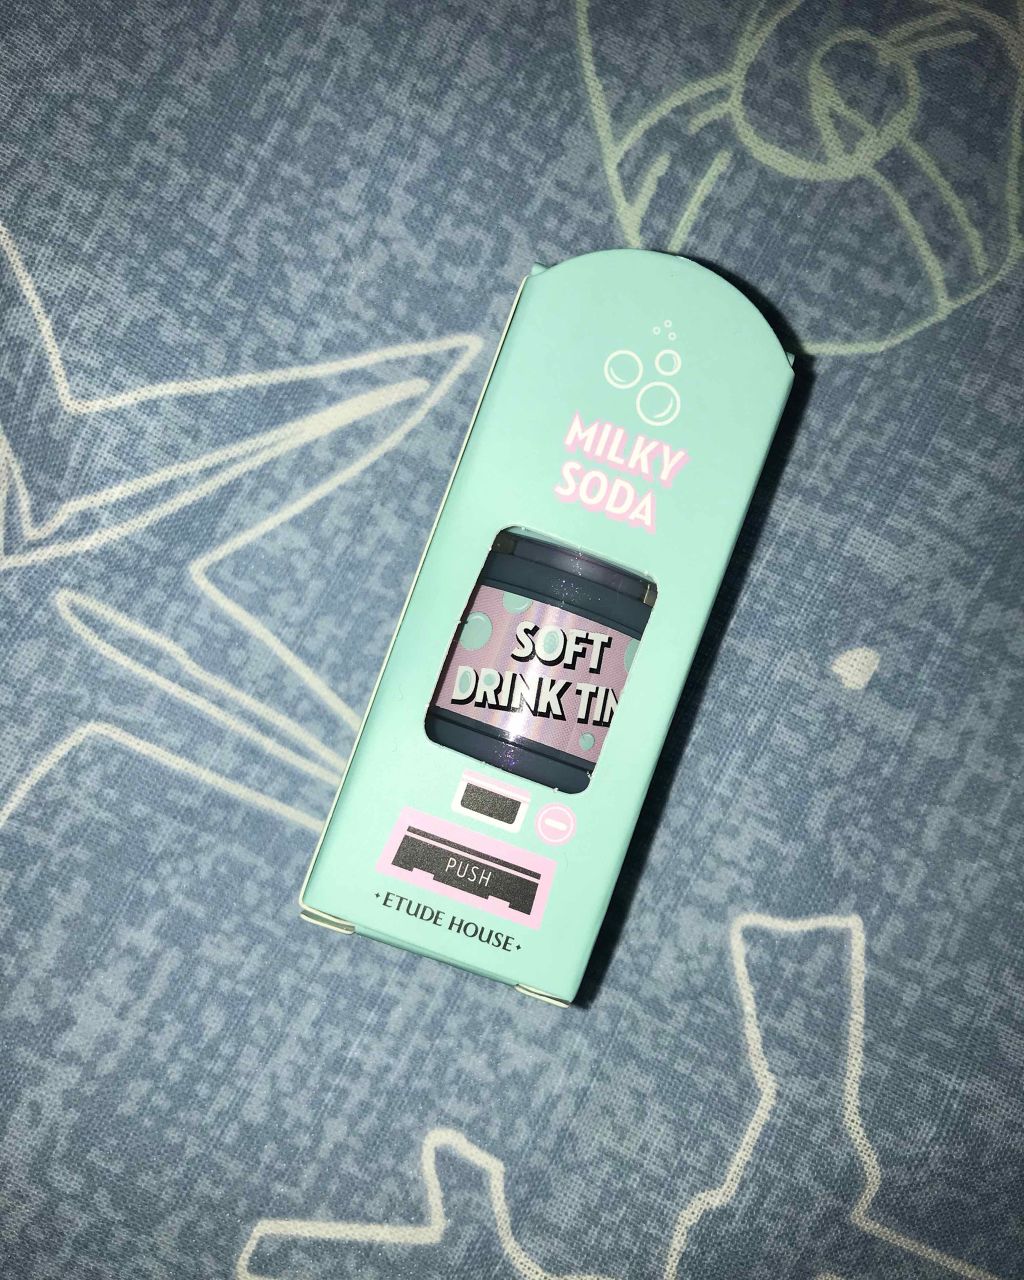 MILKY
SODA
SOFT
DRINK TIN
PUSH
ETUDE HOUSE